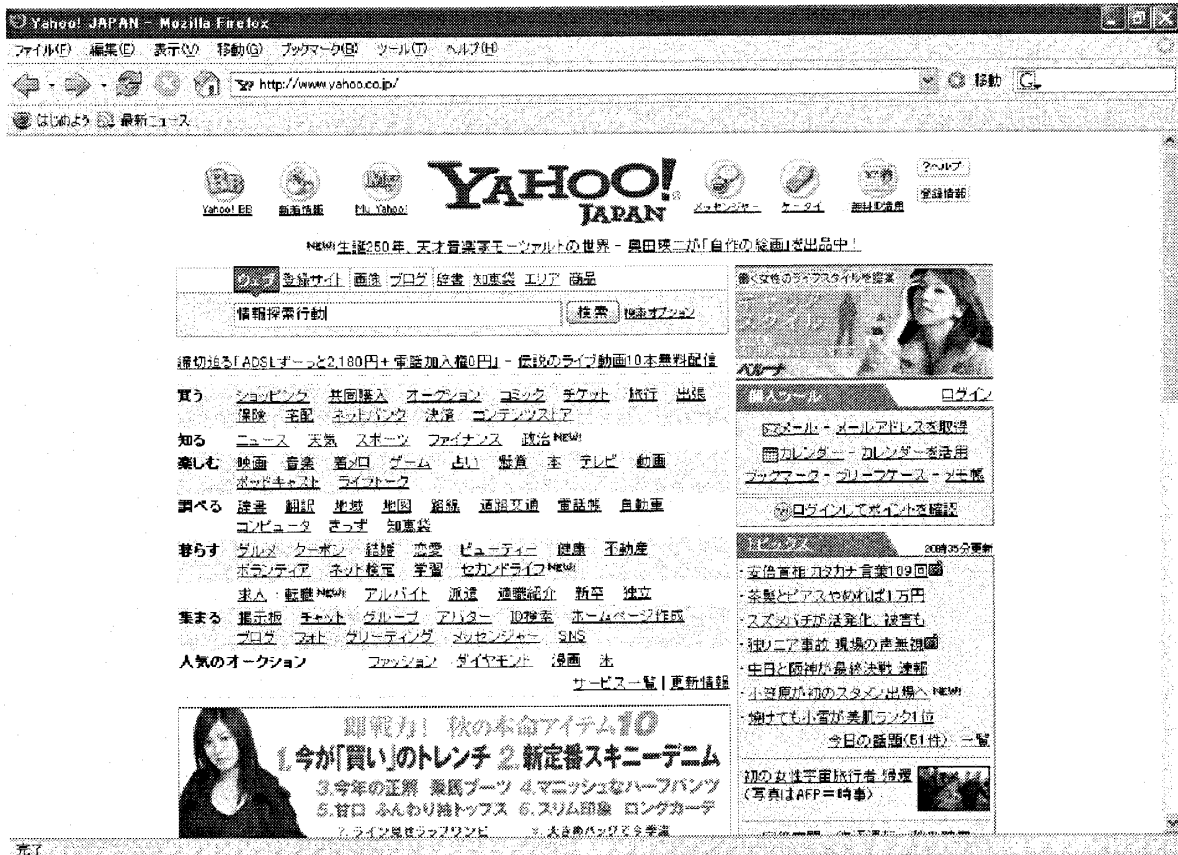 Yahoo! JAPAN - Mozilla Firefox
ファイル(F) 編集(E) 表示(V) 移動(G) ブックマーク(B) ツール(T) ヘルプ(H)
http://www.yahoo.co.jp/ 移動
はじめよう 最新ニュース
Yahoo! BB 新着情報 My Yahoo! YAHOO! JAPAN メッセンジャー ケータイ 無料ID活用 ?ヘルプ
登録情報
NEW! 生誕250年、天才音楽家モーツァルトの世界 - 奥田瑛二が「自作の絵画」を出品中!
ウェブ 登録サイト 画像 ブログ 辞書 知恵袋 エリア 商品
情報探索行動 検索 検索オプション
締切迫る「ADSLずーっと2,180円+電話加入権0円」 - 伝説のライブ動画10本無料配信
買う ショッピング 共同購入 オークション コミック チケット 旅行 出張
保険 宅配 ネットバンク 決済 コンテンツストア
知る ニュース 天気 スポーツ ファイナンス 政治 NEW!
楽しむ 映画 音楽 着メロ ゲーム 占い 懸賞 本 テレビ 動画
ポッドキャスト ライブトーク
調べる 辞書 翻訳 地域 地図 路線 道路交通 電話帳 自動車
コンピュータ きっず 知恵袋
暮らす グルメ クーポン 結婚 恋愛 ビューティー 健康 不動産
ボランティア ネット検定 学習 セカンドライフ NEW!
求人 転職 NEW! アルバイト 派遣 適職紹介 新卒 独立
集まる 掲示板 チャット グループ アバター ID検索 ホームページ作成
ブログ フォト グリーティング メッセンジャー SNS
人気のオークション ファッション ダイヤモンド 漫画 米
サービス一覧 | 更新情報
即戦力! 秋の本命アイテム10
1.今が「買い」のトレンチ 2.新定番スキニーデニム
3.今年の正解 美脚ブーツ 4.マニッシュなハーフパンツ
5.甘口 ふんわり袖トップス 6.スリム印象 ロングカーデ
働く女性のライフスタイルを提案
スタイル
ベルーナ
個人ツール ログイン
メール - メールアドレスを取得
カレンダー - カレンダーを活用
ブックマーク - ブリーフケース - メモ帳
ログインしてポイントを確認
トピックス 20時35分更新
・安倍首相 カタカナ言葉109回
・茶髪とピアスやめれば1万円
・スズメバチが活発化、被害も
・独リニア事故 現場の声無視
・中日と阪神が最終決戦 速報
・小笠原が初のスタメン出場へ NEW!
・焼けても小雪が美肌ランク1位
今日の話題(51件) 一覧
初の女性宇宙旅行者 帰還
(写真はAFP=時事)
完了